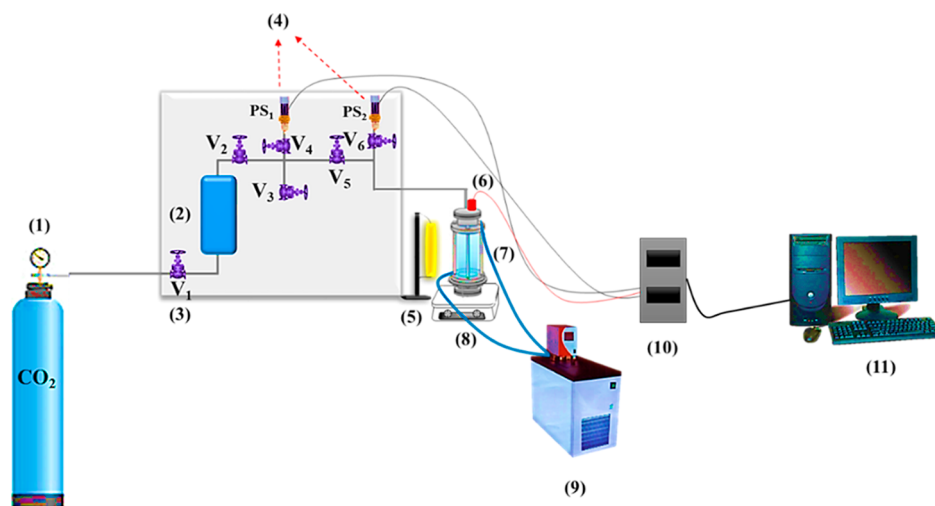 (4)
PS₁
PS₂
V₂
V₄
V₆
V₅
V₃
(6)
(2)
(1)
(7)
V₁
(3)
(5)
(8)
(10)
(11)
CO₂
(9)